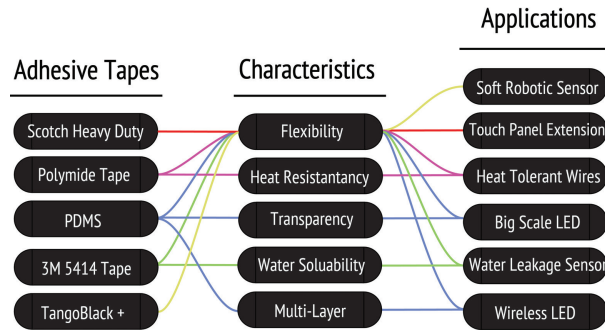 Adhesive Tapes
Scotch Heavy Duty
Polymide Tape
PDMS
3M 5414 Tape
TangoBlack +
Characteristics
Flexibility
Heat Resistancy
Transparency
Water Soluability
Multi-Layer
Applications
Soft Robotic Sensor
Touch Panel Extension
Heat Tolerant Wires
Big Scale LED
Water Leakage Sensor
Wireless LED